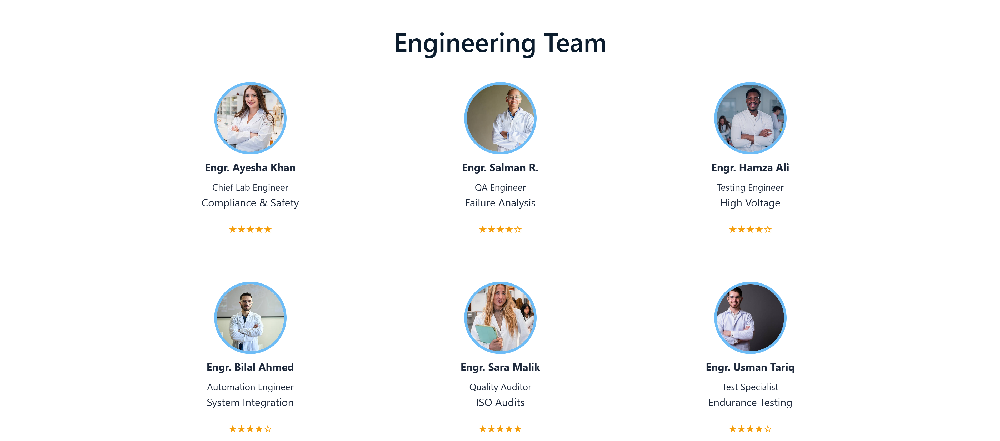 Engineering Team
Engr. Ayesha Khan
Chief Lab Engineer
Compliance & Safety
★★★★★
Engr. Salman R.
QA Engineer
Failure Analysis
★★★★☆
Engr. Hamza Ali
Testing Engineer
High Voltage
★★★★☆
Engr. Bilal Ahmed
Automation Engineer
System Integration
★★★★☆
Engr. Sara Malik
Quality Auditor
ISO Audits
★★★★★
Engr. Usman Tariq
Test Specialist
Endurance Testing
★★★★☆